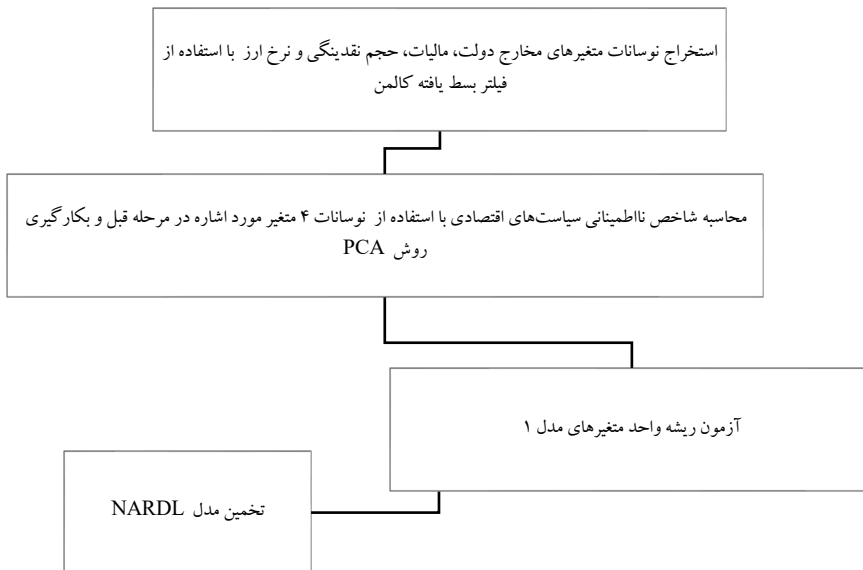 استخراج نوسانات متغیرهای مخارج دولت، مالیات، حجم نقدینگی و نرخ ارز با استفاده از
فیلتر بسط یافته کالمن
محاسبه شاخص نااطمینانی سیاست‌های اقتصادی با استفاده از نوسانات ۴ متغیر مورد اشاره در مرحله قبل و بکارگیری
روش PCA
آزمون ریشه واحد متغیرهای مدل ۱
تخمین مدل NARDL